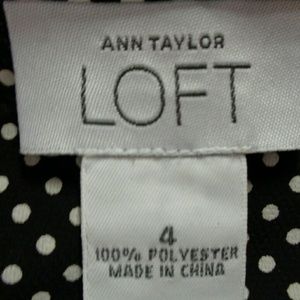 ANN TAYLOR
LOFT
4
100% POLYESTER
MADE IN CHINA